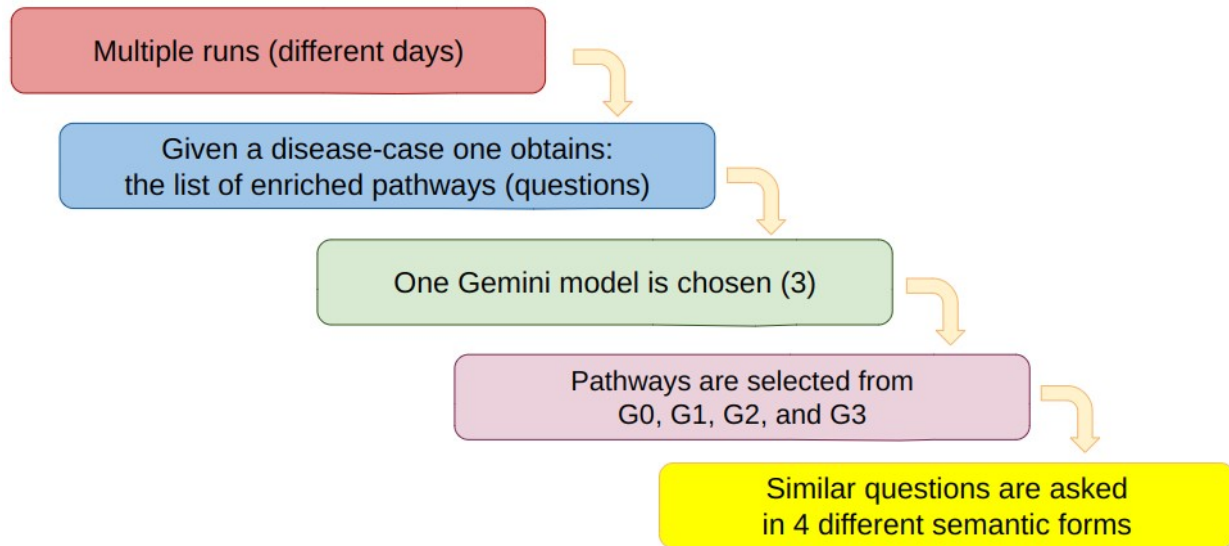 Multiple runs (different days)
Given a disease-case one obtains:
the list of enriched pathways (questions)
One Gemini model is chosen (3)
Pathways are selected from
G0, G1, G2, and G3
Similar questions are asked
in 4 different semantic forms